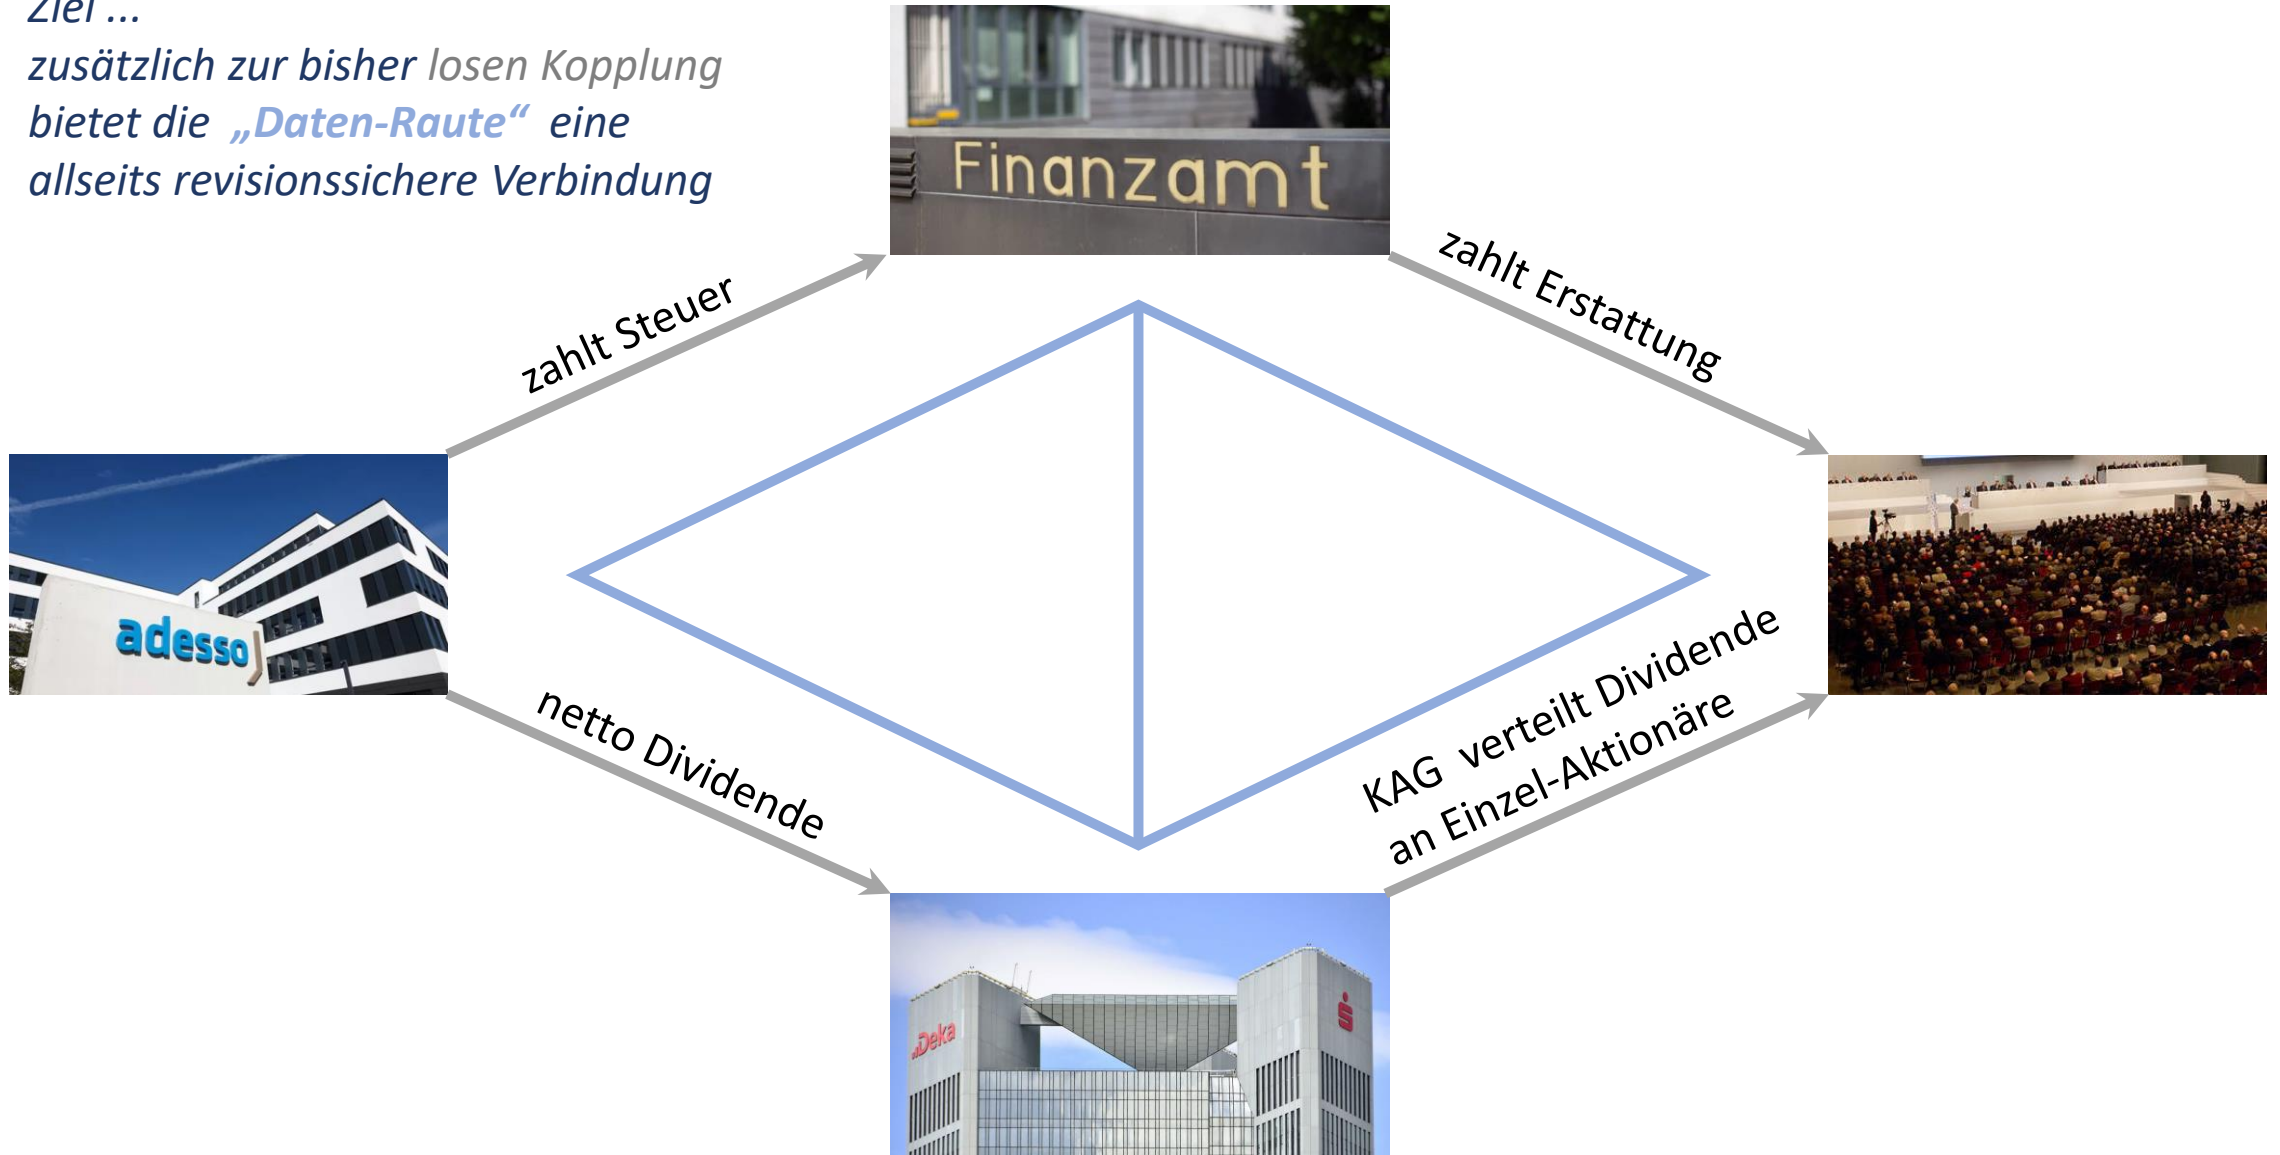 Ziel ...
zusätzlich zur bisher losen Kopplung
bietet die „Daten-Raute“ eine
allseits revisionssichere Verbindung
Finanzamt
zahlt Steuer
zahlt Erstattung
adesso
netto Dividende
KAG verteilt Dividende
an Einzel-Aktionäre
Deka